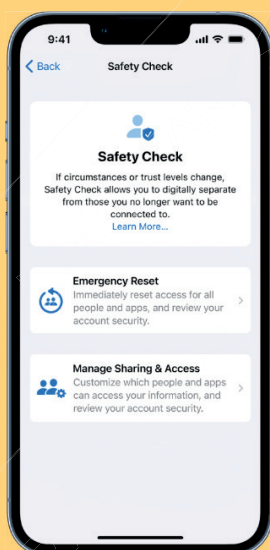 9:41
Back
Safety Check
Safety Check
If circumstances or trust levels change,
Safety Check allows you to digitally separate
from those you no longer want to be
connected to.
Learn More...
Emergency Reset
Immediately reset access for all
people and apps, and review your
account security.
Manage Sharing & Access
Customize which people and apps
can access your information, and
review your account security.